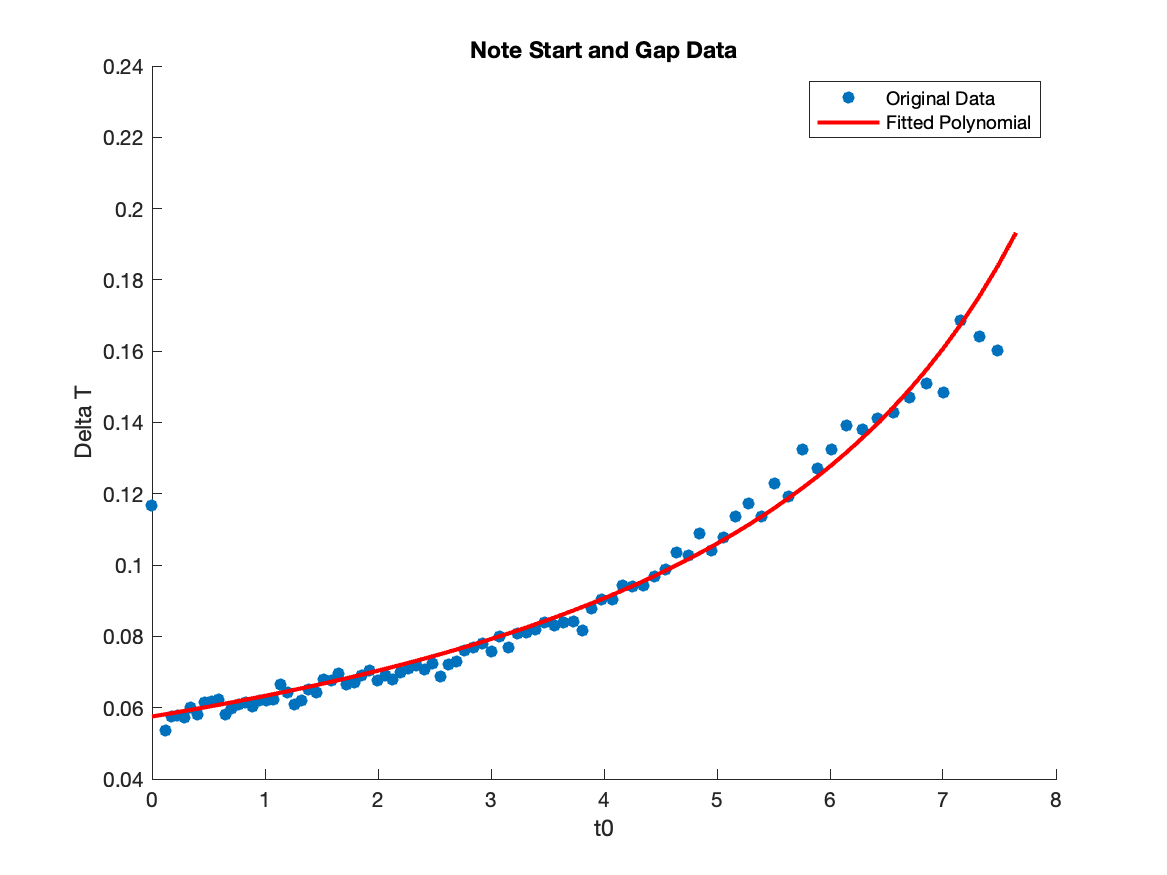 Note Start and Gap Data
Original Data
Fitted Polynomial
0.24
0.22
0.2
0.18
0.16
0.14
0.12
0.1
0.08
0.06
0.04
Delta T
0 1 2 3 4 5 6 7 8
t0